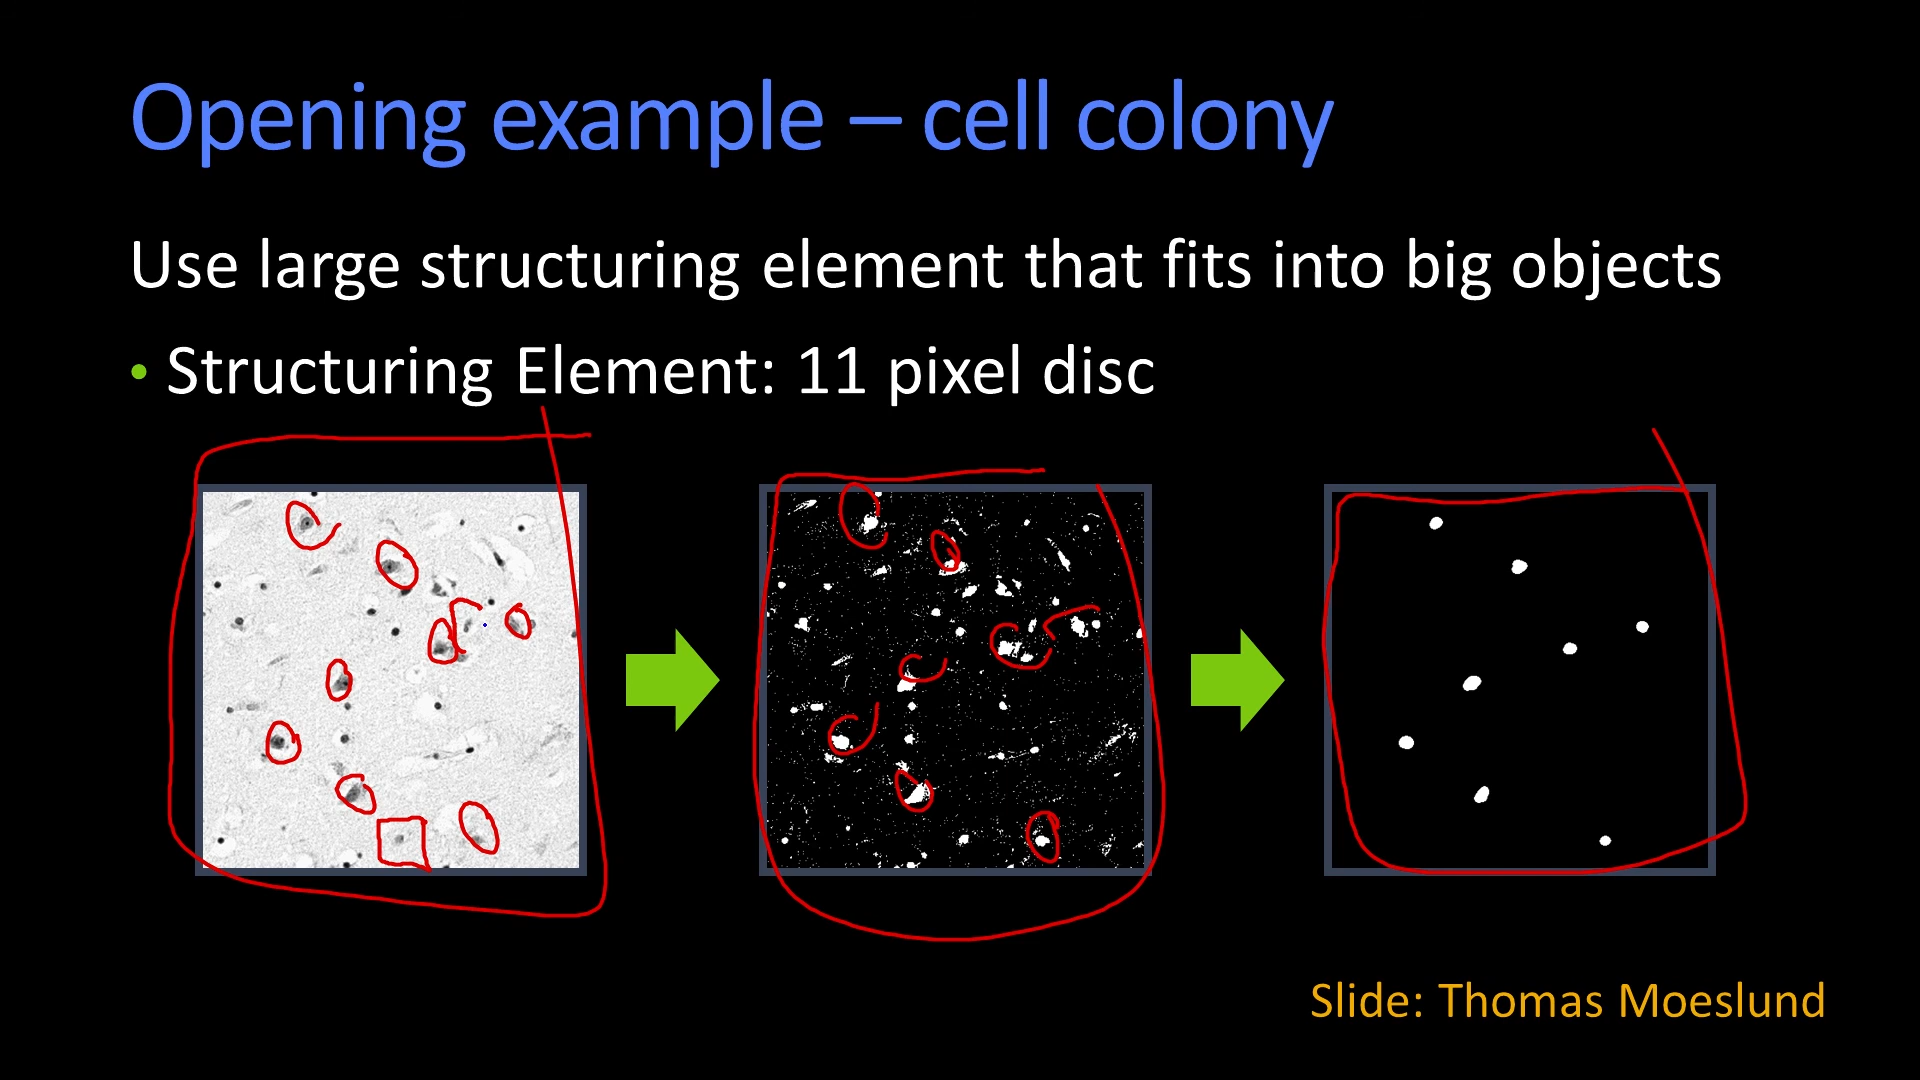 Opening example – cell colony
Use large structuring element that fits into big objects
• Structuring Element: 11 pixel disc
Slide: Thomas Moeslund